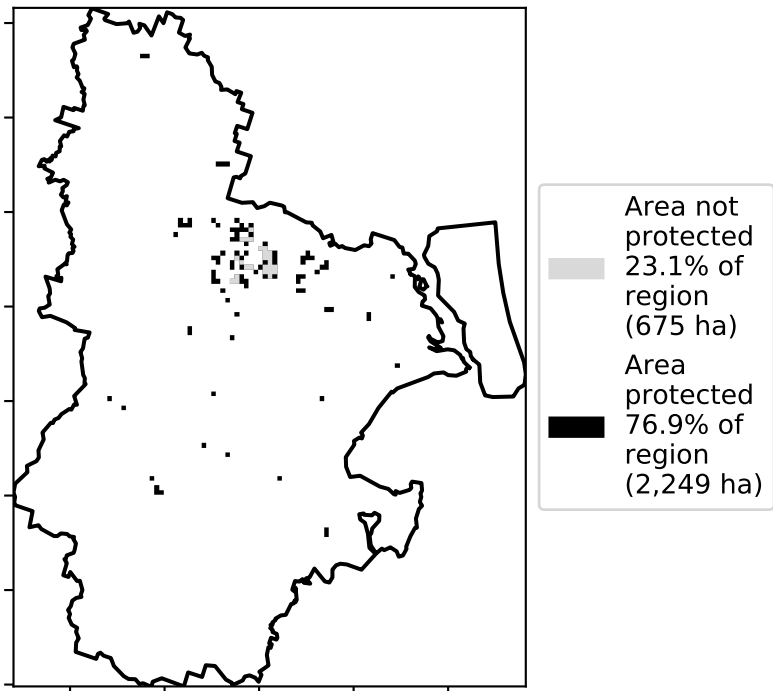 Area not
protected
23.1% of
region
(675 ha)
Area
protected
76.9% of
region
(2,249 ha)